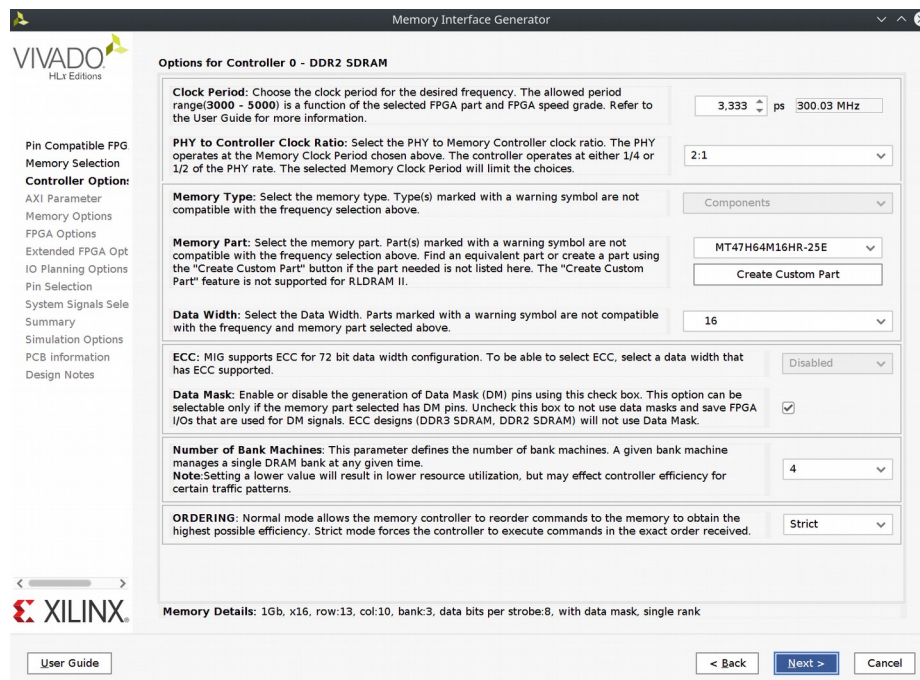 Memory Interface Generator
VIVADO
HLx Editions
Pin Compatible FPG
Memory Selection
Controller Options
AXI Parameter
Memory Options
FPGA Options
Extended FPGA Opt
IO Planning Options
Pin Selection
System Signals Sele
Summary
Simulation Options
PCB information
Design Notes
XILINX
Options for Controller 0 - DDR2 SDRAM
Clock Period: Choose the clock period for the desired frequency. The allowed period
range(3000 - 5000) is a function of the selected FPGA part and FPGA speed grade. Refer to
the User Guide for more information.
3,333 ps 300.03 MHz
PHY to Controller Clock Ratio: Select the PHY to Memory Controller clock ratio. The PHY
operates at the Memory Clock Period chosen above. The controller operates at either 1/4 or
1/2 of the PHY rate. The selected Memory Clock Period will limit the choices.
2:1
Memory Type: Select the memory type. Type(s) marked with a warning symbol are not
compatible with the frequency selection above.
Components
Memory Part: Select the memory part. Part(s) marked with a warning symbol are not
compatible with the frequency selection above. Find an equivalent part or create a part using
the "Create Custom Part" button if the part needed is not listed here. The "Create Custom
Part" feature is not supported for RLDRAM II.
MT47H64M16HR-25E
Create Custom Part
Data Width: Select the Data Width. Parts marked with a warning symbol are not compatible
with the frequency and memory part selected above.
16
ECC: MIG supports ECC for 72 bit data width configuration. To be able to select ECC, select a data width that
has ECC supported.
Disabled
Data Mask: Enable or disable the generation of Data Mask (DM) pins using this check box. This option can be
selectable only if the memory part selected has DM pins. Uncheck this box to not use data masks and save FPGA
I/Os that are used for DM signals. ECC designs (DDR3 SDRAM, DDR2 SDRAM) will not use Data Mask.
Number of Bank Machines: This parameter defines the number of bank machines. A given bank machine
manages a single DRAM bank at any given time.
Note:Setting a lower value will result in lower resource utilization, but may effect controller efficiency for
certain traffic patterns.
4
ORDERING: Normal mode allows the memory controller to reorder commands to the memory to obtain the
highest possible efficiency. Strict mode forces the controller to execute commands in the exact order received.
Strict
Memory Details: 1Gb, x16, row:13, col:10, bank:3, data bits per strobe:8, with data mask, single rank
User Guide
< Back
Next >
Cancel